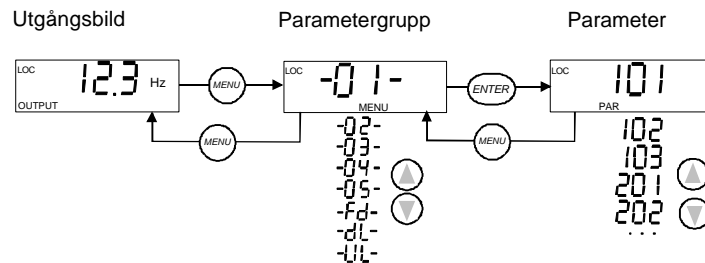 Utgångsbild
Parametergrupp
Parameter
LOC
12.3 Hz
OUTPUT
MENU
MENU
LOC
-01-
MENU
-02-
-03-
-04-
-05-
-Fd-
-dL-
-UL-
ENTER
MENU
LOC
101
PAR
102
103
201
202
...